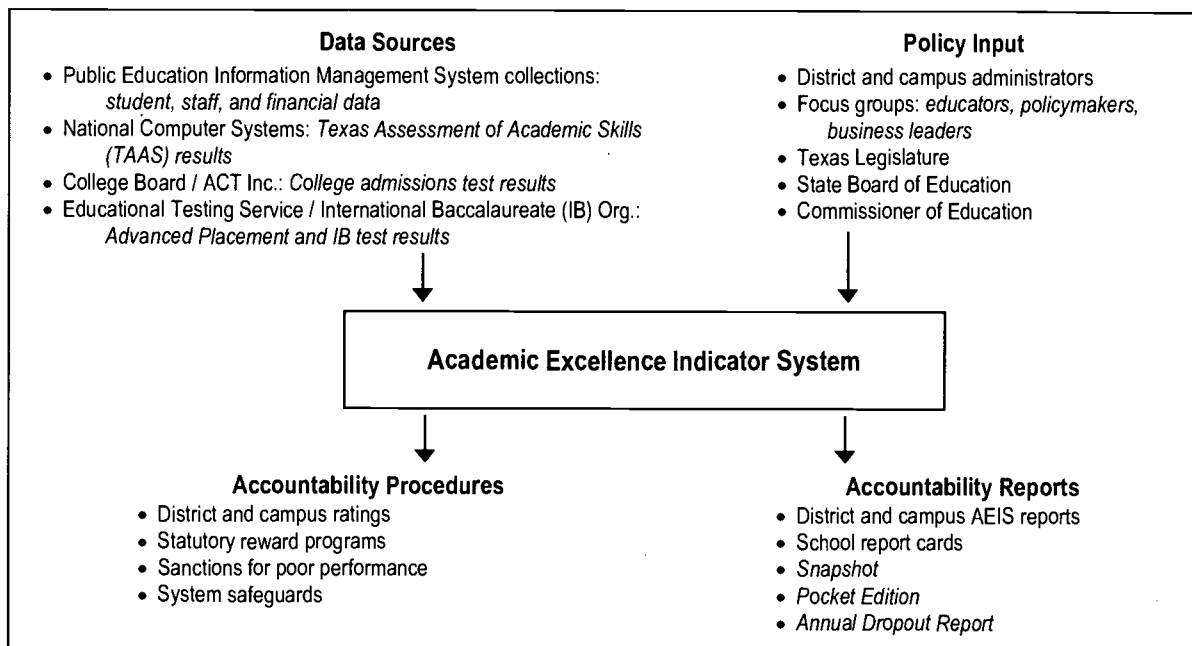 Data Sources
• Public Education Information Management System collections:
student, staff, and financial data
• National Computer Systems: Texas Assessment of Academic Skills
(TAAS) results
• College Board / ACT Inc.: College admissions test results
• Educational Testing Service / International Baccalaureate (IB) Org.:
Advanced Placement and IB test results
Policy Input
• District and campus administrators
• Focus groups: educators, policymakers,
business leaders
• Texas Legislature
• State Board of Education
• Commissioner of Education
Academic Excellence Indicator System
Accountability Procedures
• District and campus ratings
• Statutory reward programs
• Sanctions for poor performance
• System safeguards
Accountability Reports
• District and campus AEIS reports
• School report cards
• Snapshot
• Pocket Edition
• Annual Dropout Report